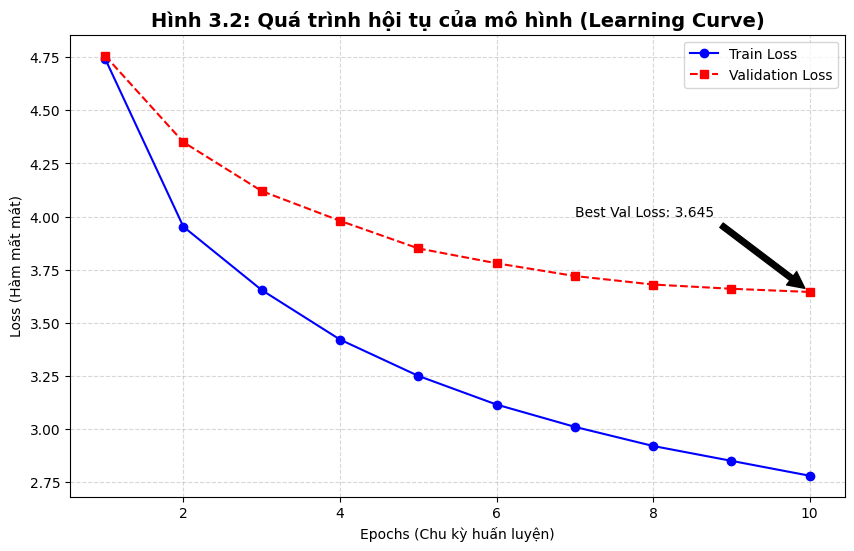 Hình 3.2: Quá trình hội tụ của mô hình (Learning Curve)
Train Loss
Validation Loss
Best Val Loss: 3.645
Loss (Hàm mất mát)
4.75
4.50
4.25
4.00
3.75
3.50
3.25
3.00
2.75
2 4 6 8 10
Epochs (Chu kỳ huấn luyện)